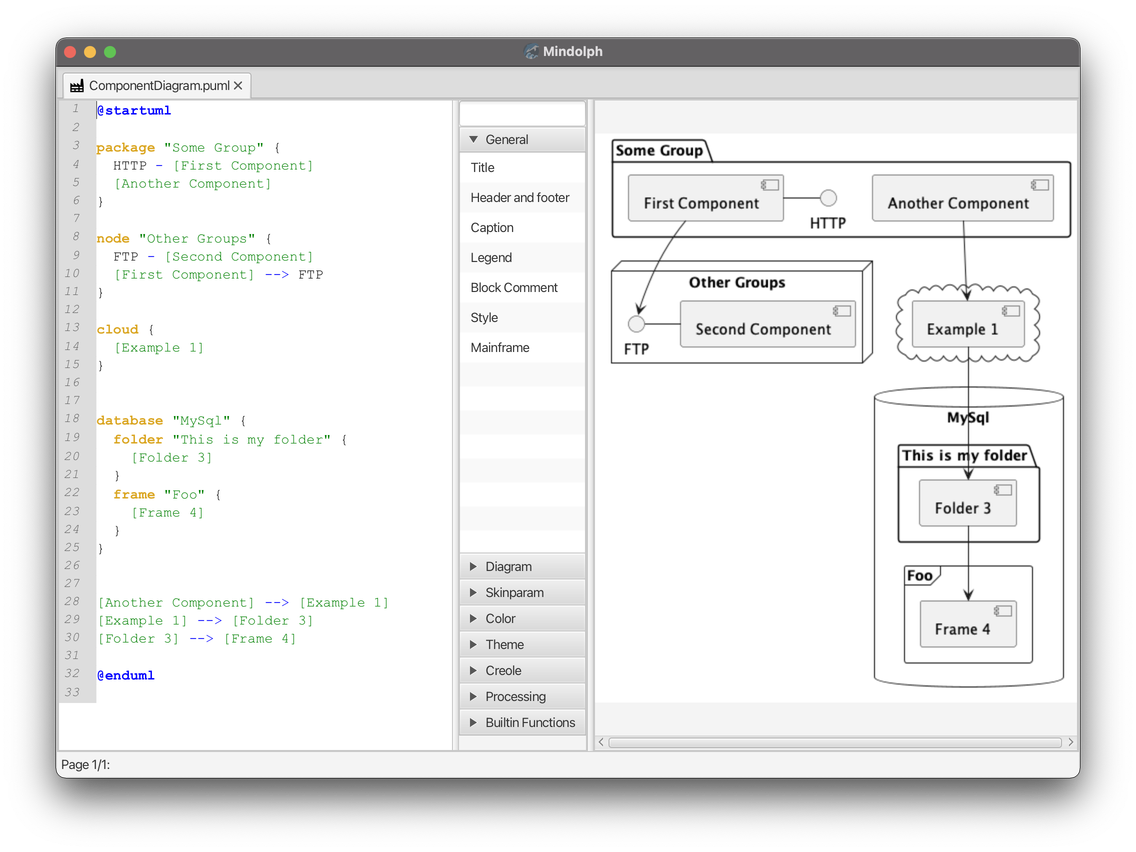 Mindolph
ComponentDiagram.puml ×
1 @startuml
2
3 package "Some Group" {
4   HTTP - [First Component]
5   [Another Component]
6 }
7
8 node "Other Groups" {
9   FTP - [Second Component]
10   [First Component] --> FTP
11 }
12
13 cloud {
14   [Example 1]
15 }
16
17
18 database "MySql" {
19   folder "This is my folder" {
20     [Folder 3]
21   }
22   frame "Foo" {
23     [Frame 4]
24   }
25 }
26
27
28 [Another Component] --> [Example 1]
29 [Example 1] --> [Folder 3]
30 [Folder 3] --> [Frame 4]
31
32 @enduml
33
General
Title
Header and footer
Caption
Legend
Block Comment
Style
Mainframe
Diagram
Skinparam
Color
Theme
Creole
Processing
Builtin Functions
Some Group
First Component
HTTP
Another Component
Other Groups
FTP
Second Component
Example 1
MySql
This is my folder
Folder 3
Foo
Frame 4
Page 1/1: